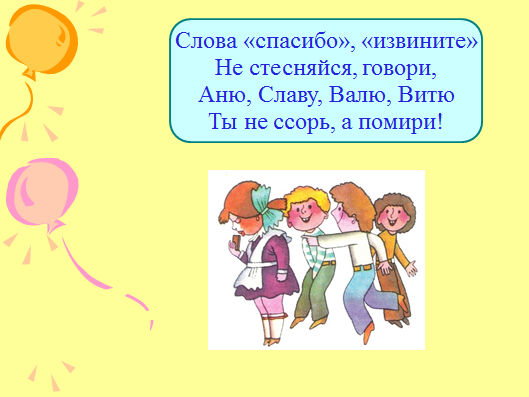 Слова «спасибо», «извините»
Не стесняйся, говори,
Аню, Славу, Валю, Витю
Ты не ссорь, а помири!